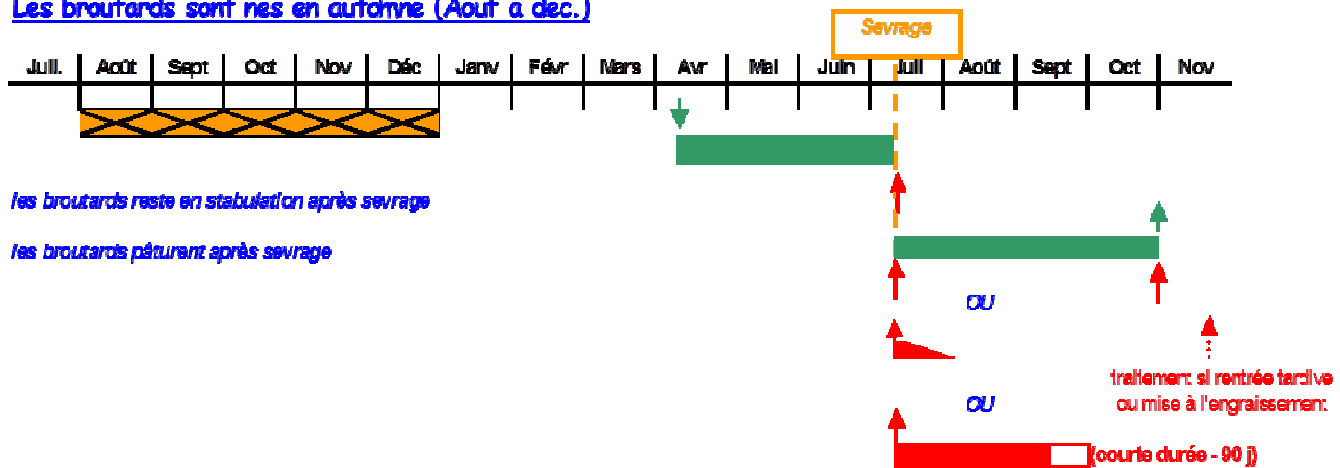 Les broutards sont nés en automne (Août à déc.)
Sevrage
Juil. Août Sept Oct Nov Déc Janv Févr Mars Avr Mai Juin Juil Août Sept Oct Nov
les broutards reste en stabulation après sevrage
les broutards pâturent après sevrage
OU
traitement si rentrée tardive
ou mise à l'engraissement
OU
(courte durée - 90 j)